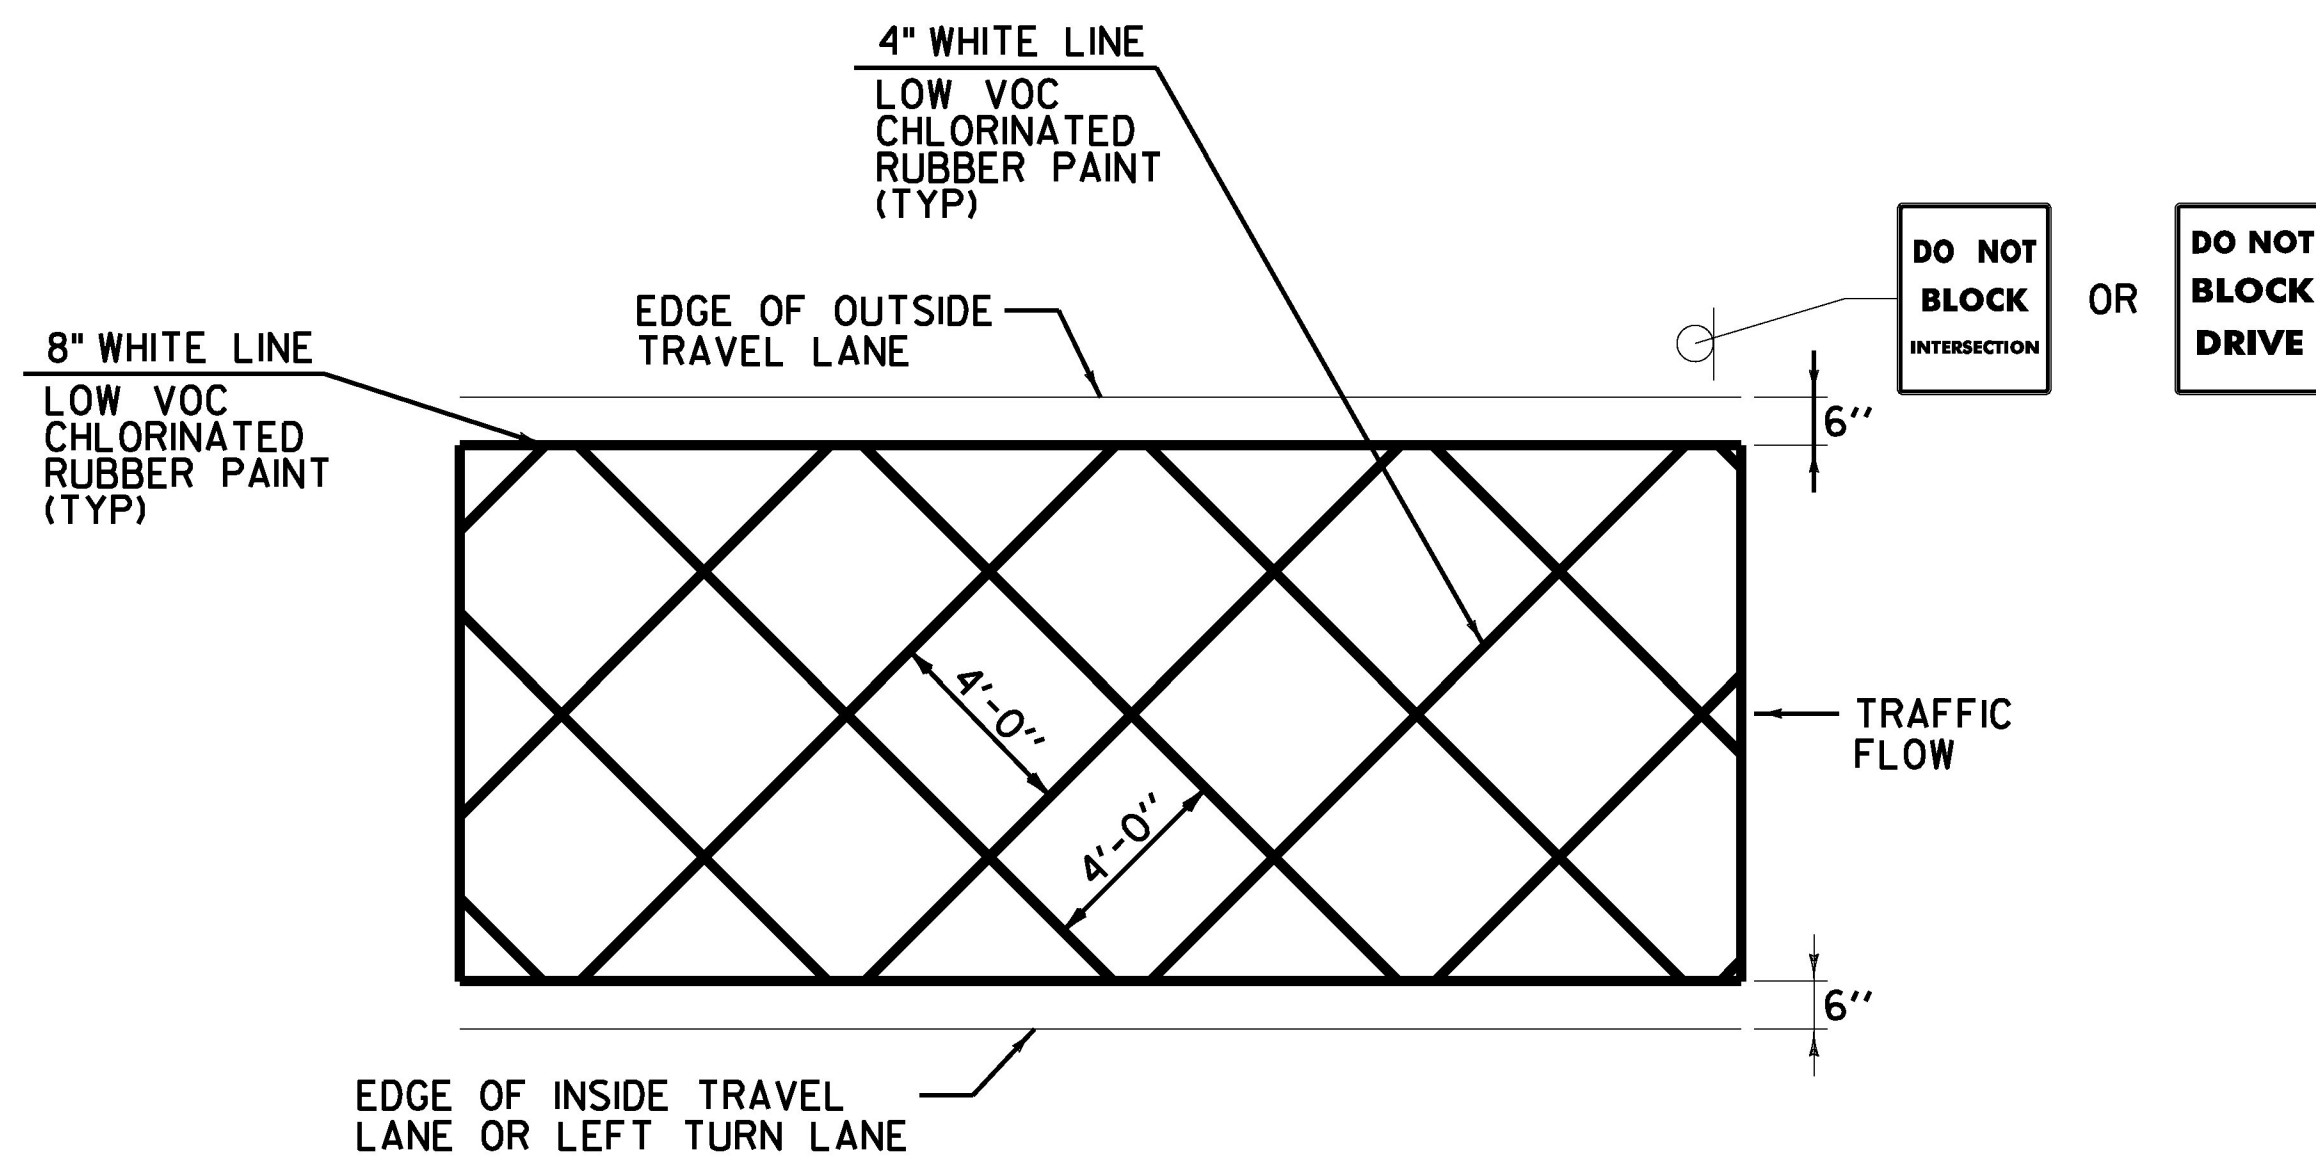 4" WHITE LINE
LOW VOC
CHLORINATED
RUBBER PAINT
(TYP)
EDGE OF OUTSIDE
TRAVEL LANE
8" WHITE LINE
LOW VOC
CHLORINATED
RUBBER PAINT
(TYP)
DO NOT
BLOCK
INTERSECTION
OR
DO NOT
BLOCK
DRIVE
6"
4'-0"
4'-0"
TRAFFIC
FLOW
6"
EDGE OF INSIDE TRAVEL
LANE OR LEFT TURN LANE